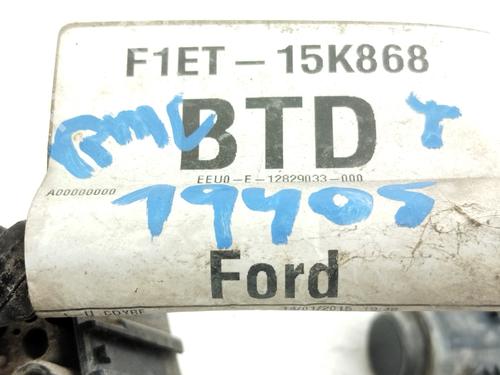 F1ET-15K868
BTD
EEU0-E-12829033-000
A00000000
19405
Ford